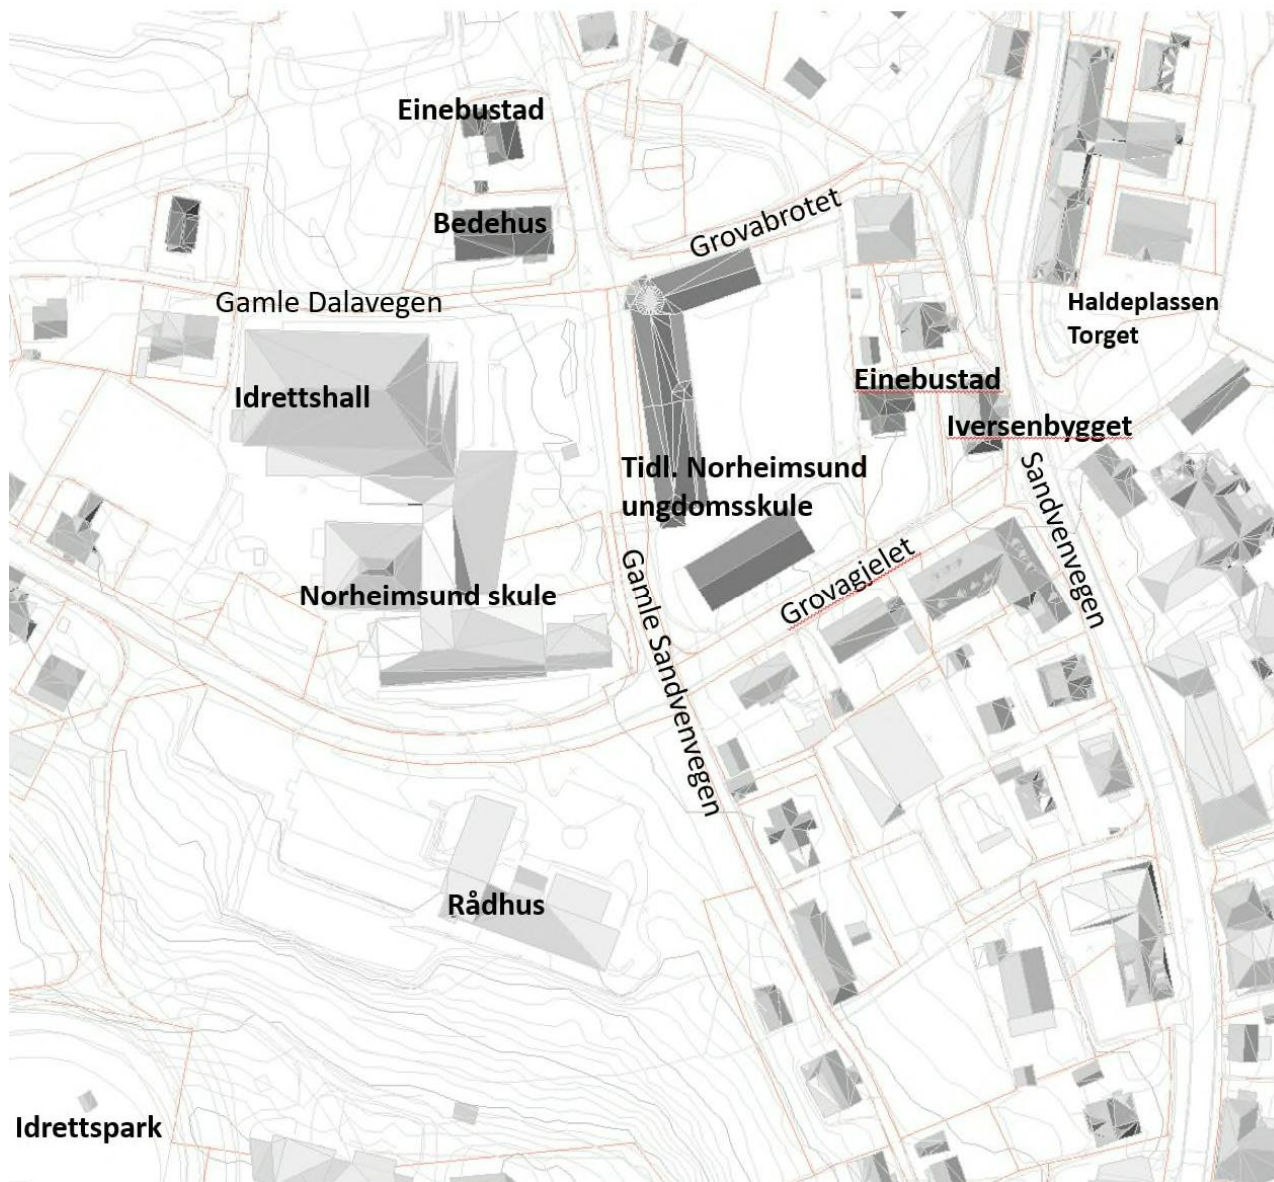 Einebustad
Bedehus
Grovabrotet
Gamle Dalavegen
Haldeplassen
Torget
Idrettshall
Einebustad
Iversenbygget
Tidl. Norheimsund
ungdomsskule
Sandvenvegen
Grovagjelet
Norheimsund skule
Gamle Sandvenvegen
Rådhus
Idrettspark